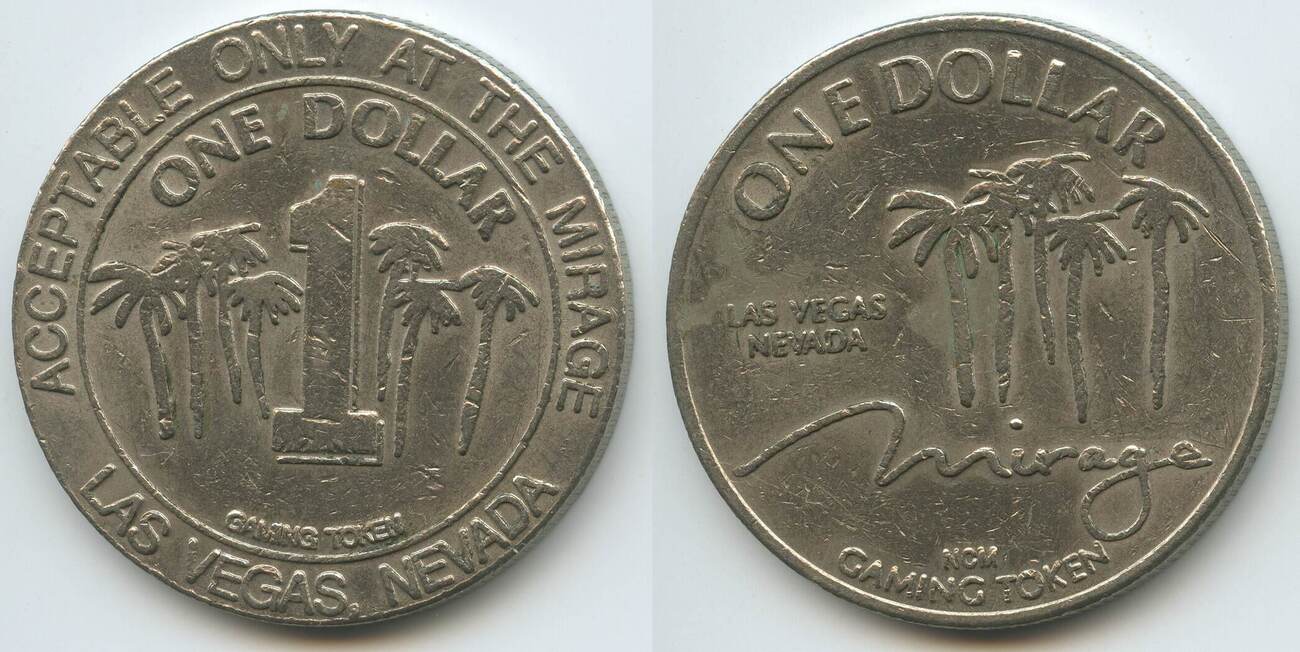 ACCEPTABLE ONLY AT THE MIRAGE
ONE DOLLAR
1
GAMING TOKEN
LAS VEGAS, NEVADA
ONE DOLLAR
LAS VEGAS
NEVADA
Mirage
NCM
GAMING TOKEN